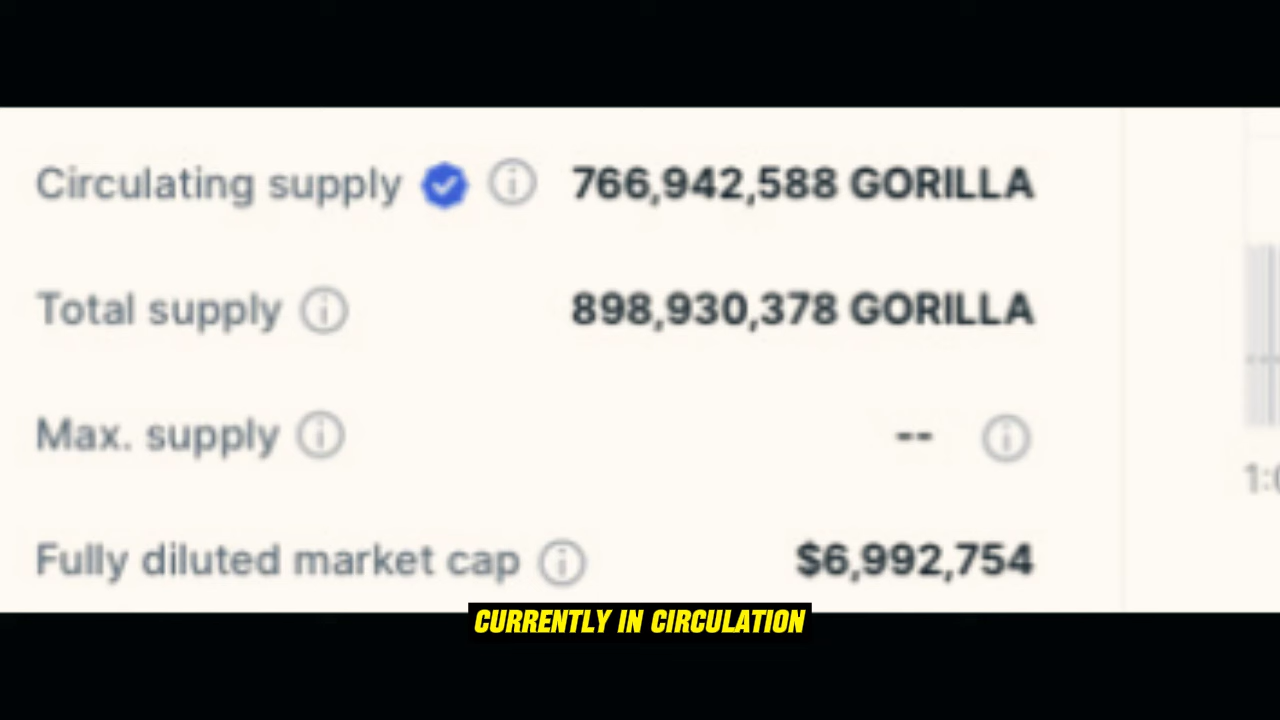 Circulating supply 766,942,588 GORILLA
Total supply 898,930,378 GORILLA
Max. supply --
Fully diluted market cap $6,992,754
CURRENTLY IN CIRCULATION